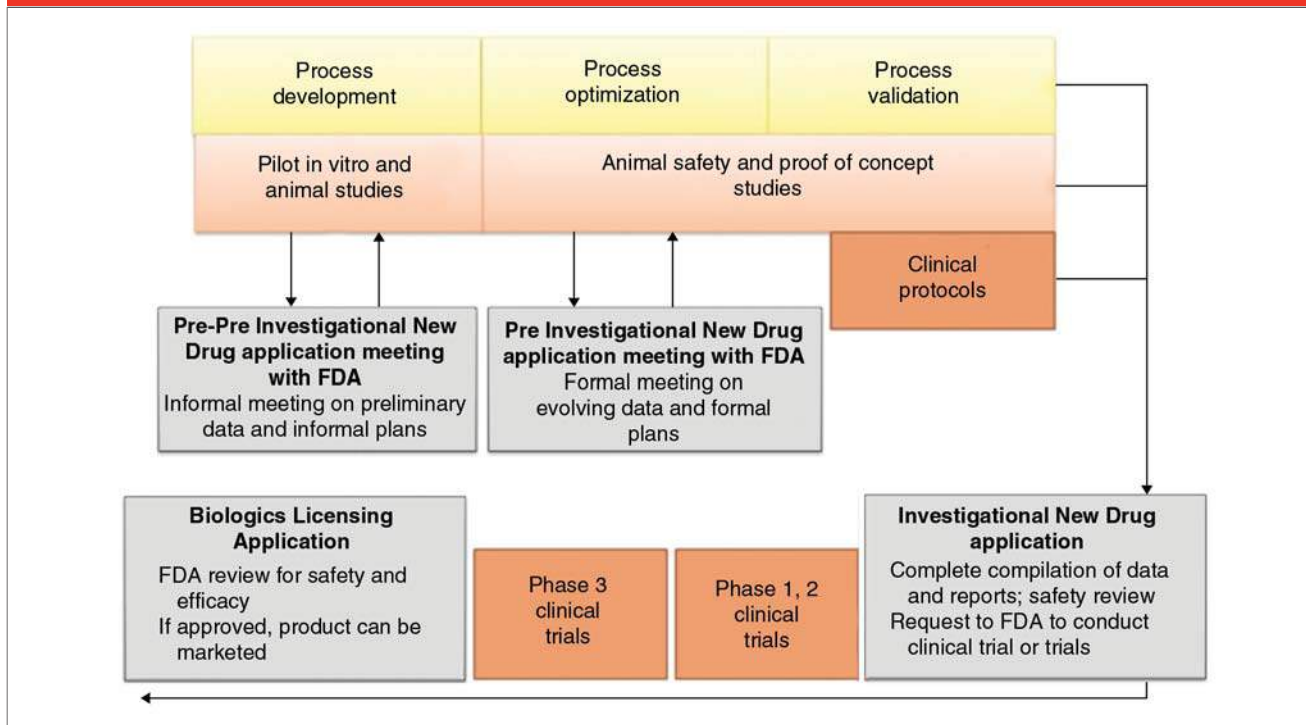 Process
development
Process
optimization
Process
validation
Pilot in vitro and
animal studies
Animal safety and proof of concept
studies
Clinical
protocols
Pre-Pre Investigational New
Drug application meeting
with FDA
Informal meeting on preliminary
data and informal plans
Pre Investigational New Drug
application meeting with FDA
Formal meeting on
evolving data and formal
plans
Biologics Licensing
Application
FDA review for safety and
efficacy
If approved, product can be
marketed
Phase 3
clinical
trials
Phase 1, 2
clinical
trials
Investigational New Drug
application
Complete compilation of data
and reports; safety review
Request to FDA to conduct
clinical trial or trials